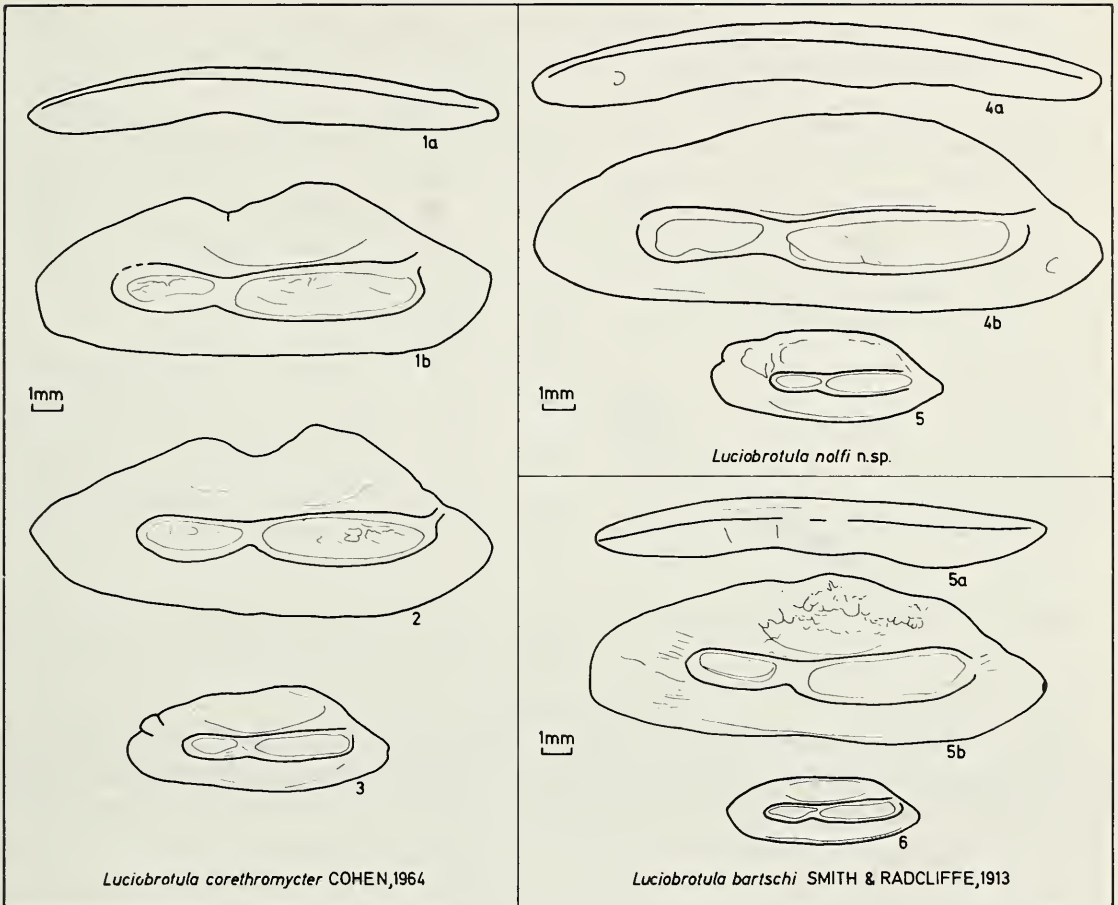 1a
1b
1mm
2
3
Luciobrotula corethromycter COHEN,1964
4a
4b
1mm
5
Luciobrotula nolfi n.sp.
5a
5b
1mm
6
Luciobrotula bartschi SMITH & RADCLIFFE,1913